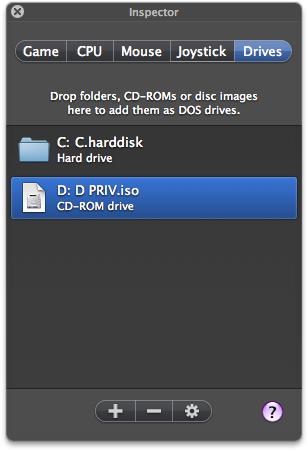 Inspector
Game CPU Mouse Joystick Drives
Drop folders, CD-ROMs or disc images
here to add them as DOS drives.
C: C.harddisk
Hard drive
D: D PRIV.iso
CD-ROM drive
?